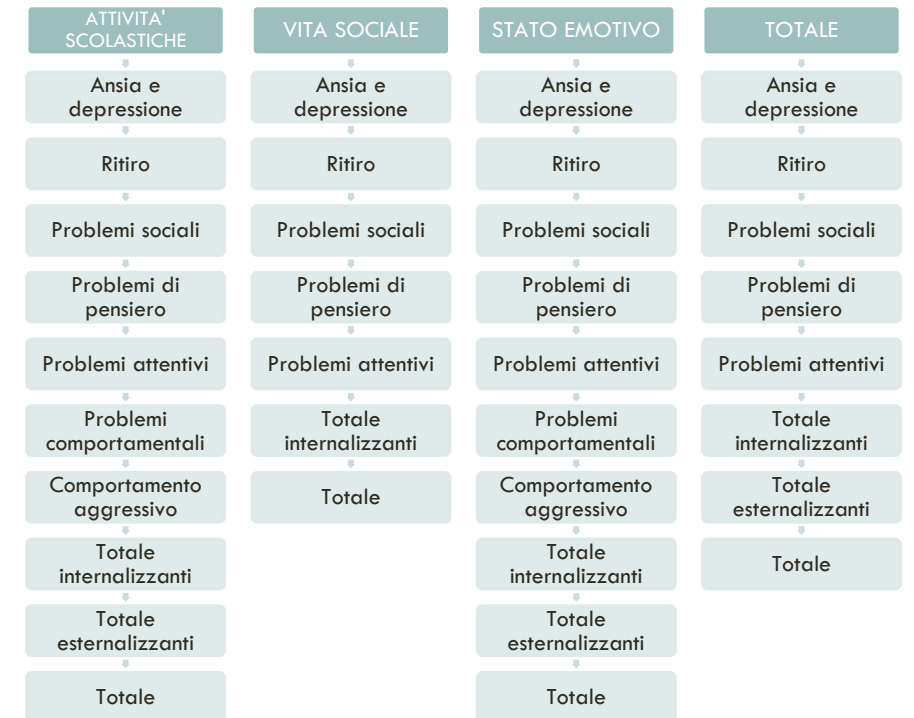 ATTIVITA'
SCOLASTICHE
Ansia e
depressione
Ritiro
Problemi sociali
Problemi di
pensiero
Problemi attentivi
Problemi
comportamentali
Comportamento
aggressivo
Totale
internalizzanti
Totale
esternalizzanti
Totale
VITA SOCIALE
Ansia e
depressione
Ritiro
Problemi sociali
Problemi di
pensiero
Problemi attentivi
Totale
internalizzanti
Totale
STATO EMOTIVO
Ansia e
depressione
Ritiro
Problemi sociali
Problemi di
pensiero
Problemi attentivi
Problemi
comportamentali
Comportamento
aggressivo
Totale
internalizzanti
Totale
esternalizzanti
Totale
TOTALE
Ansia e
depressione
Ritiro
Problemi sociali
Problemi di
pensiero
Problemi attentivi
Totale
internalizzanti
Totale
esternalizzanti
Totale